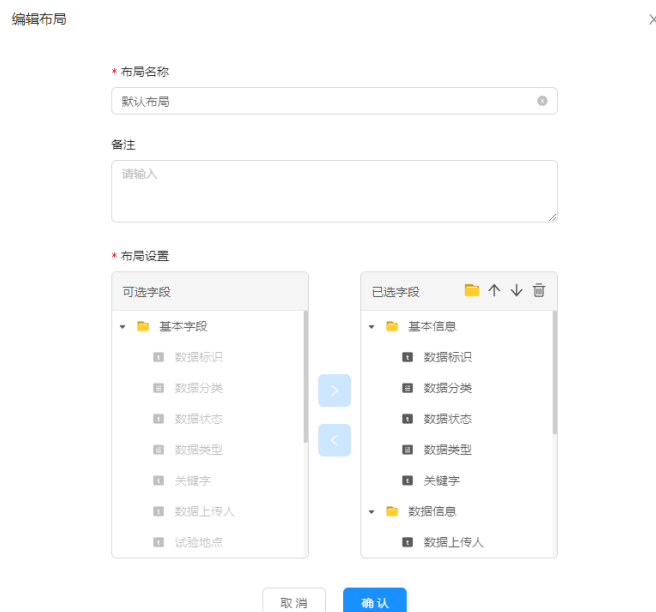 编辑布局
* 布局名称
默认布局
备注
请输入
* 布局设置
可选字段
基本字段
数据标识
数据分类
数据状态
数据类型
关键字
数据上传人
试验地点
已选字段
基本信息
数据标识
数据分类
数据状态
数据类型
关键字
数据信息
数据上传人
取消
确认